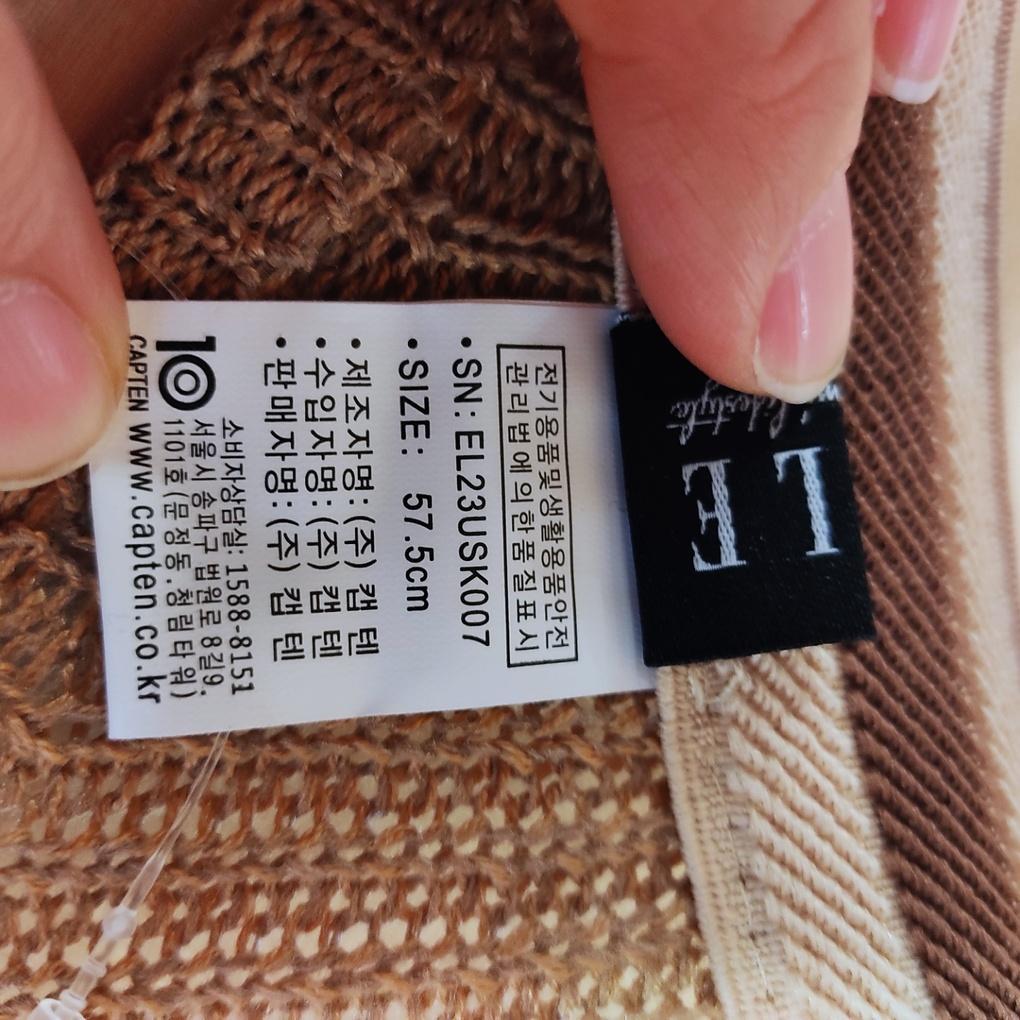 전기용품및생활용품안전
관리법에의한품질표시
• SN: EL23USK007
• SIZE: 57.5cm
• 제조자명: (주) 캡텐
• 수입자명: (주) 캡텐
• 판매자명: (주) 캡텐
소비자상담실: 1588-8151
서울시 송파구 법원로 8길9,
1101호(문정동.청림타워)
10
CAPTEN www.capten.co.kr
L
E
Lifestyle